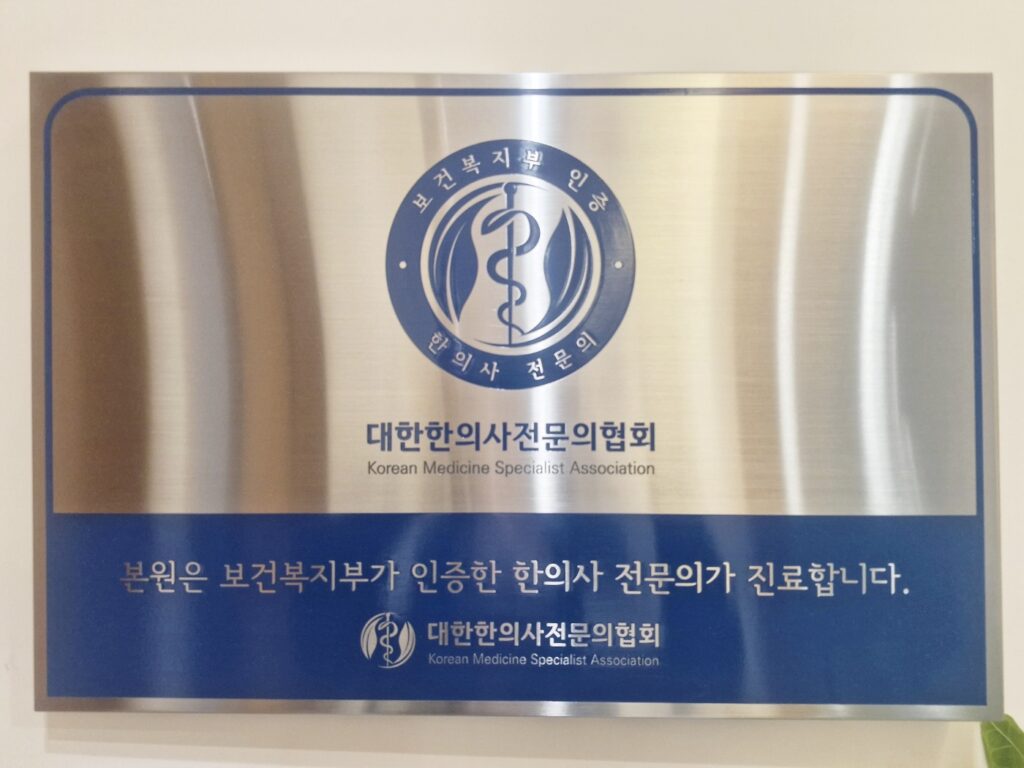 보건복지부 인증
한의사 전문의
대한한의사전문의협회
Korean Medicine Specialist Association
본원은 보건복지부가 인증한 한의사 전문의가 진료합니다.
대한한의사전문의협회
Korean Medicine Specialist Association